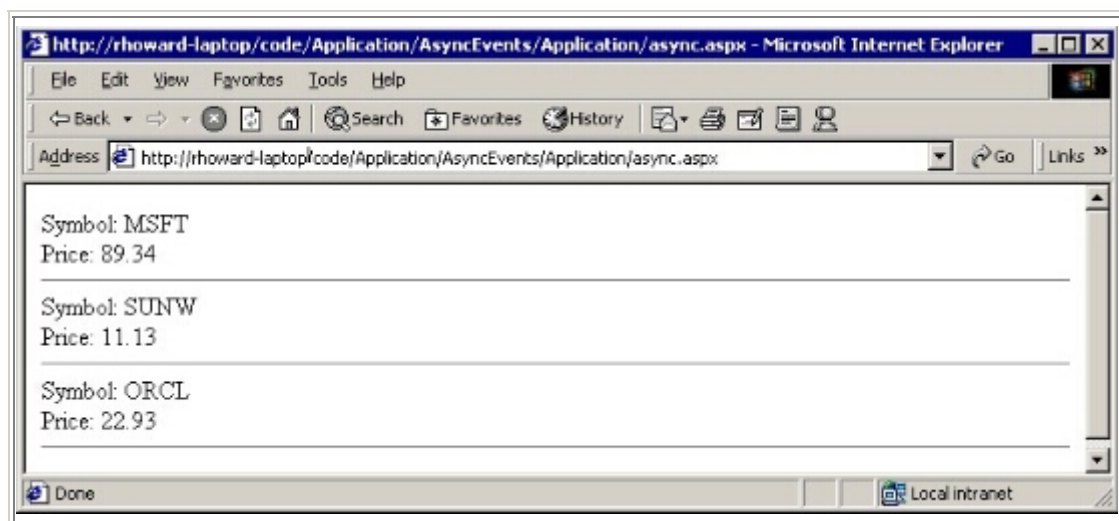 http://rhoward-laptop/code/Application/AsyncEvents/Application/async.aspx - Microsoft Internet Explorer
File Edit View Favorites Tools Help
Back Search Favorites History
Address http://rhoward-laptop/code/Application/AsyncEvents/Application/async.aspx Go Links »
Symbol: MSFT
Price: 89.34
Symbol: SUNW
Price: 11.13
Symbol: ORCL
Price: 22.93
Done Local intranet